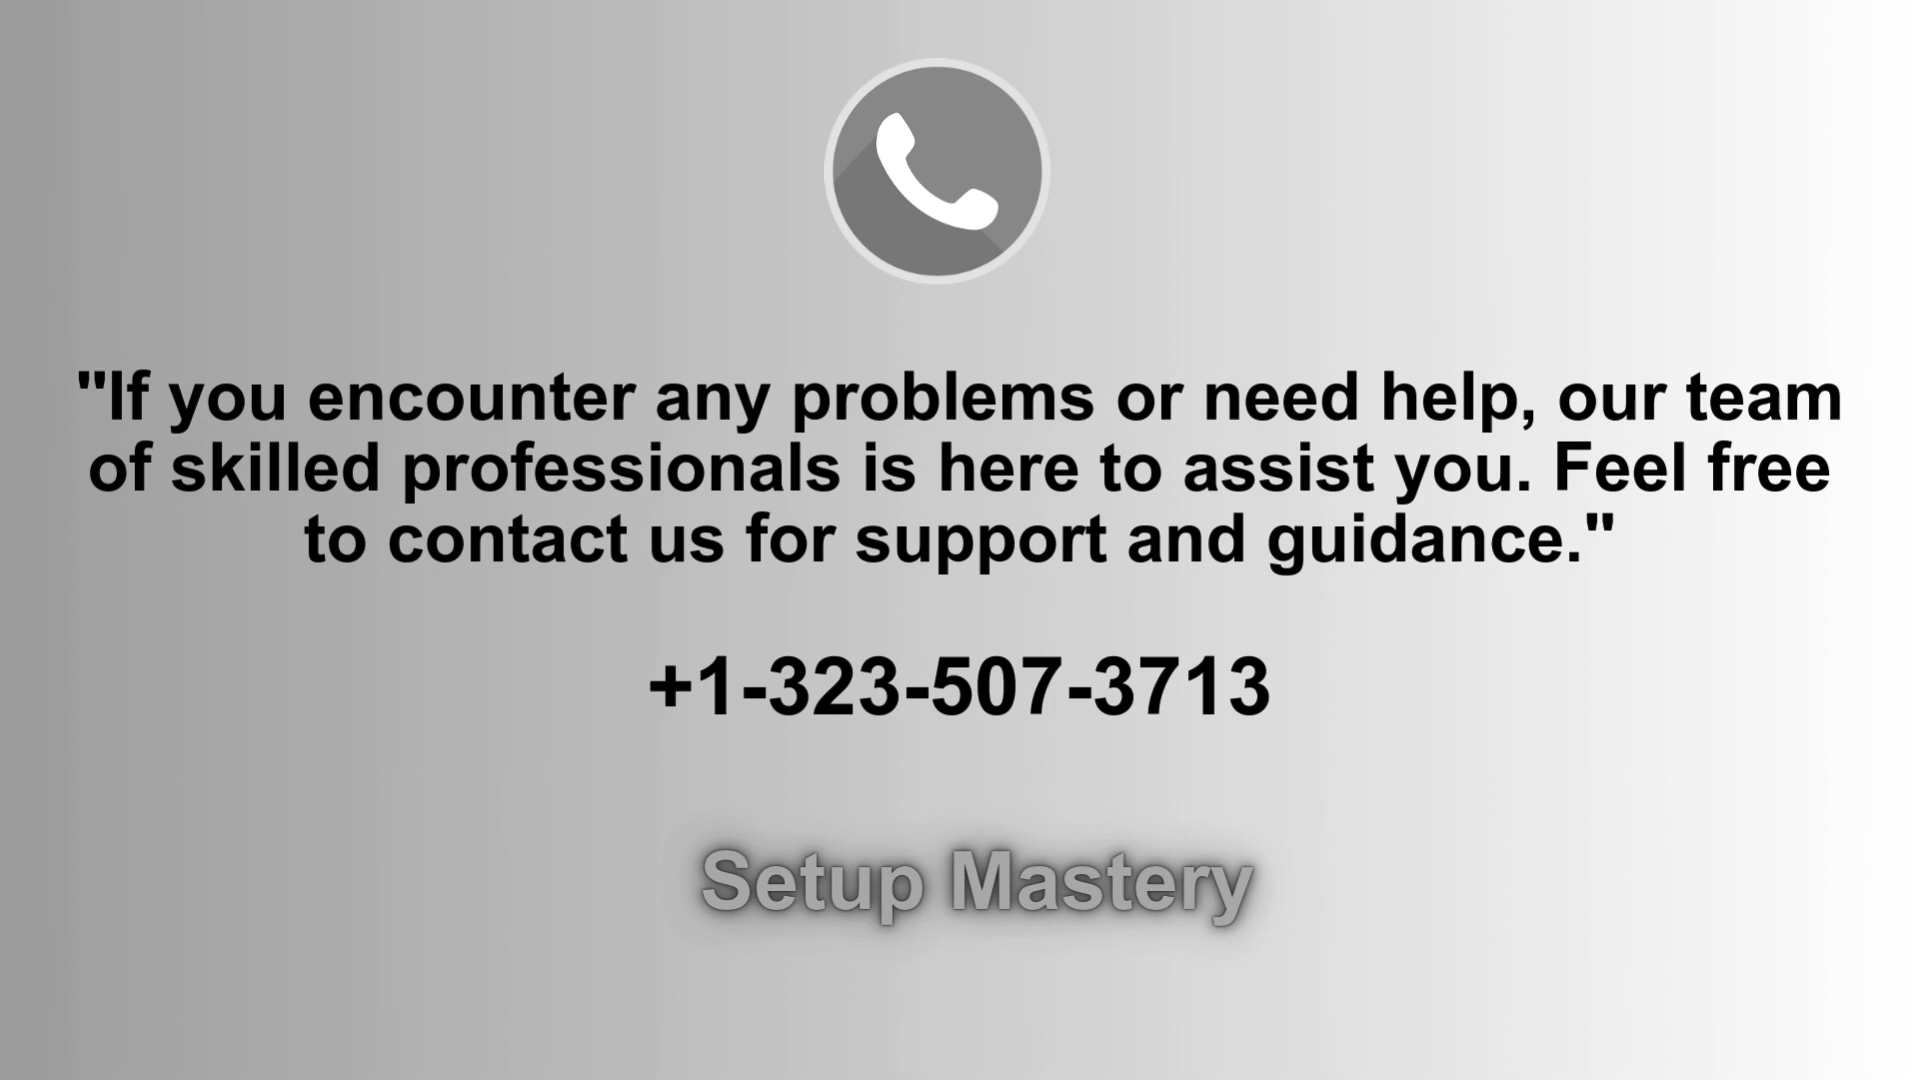 "If you encounter any problems or need help, our team
of skilled professionals is here to assist you. Feel free
to contact us for support and guidance."
+1-323-507-3713
Setup Mastery